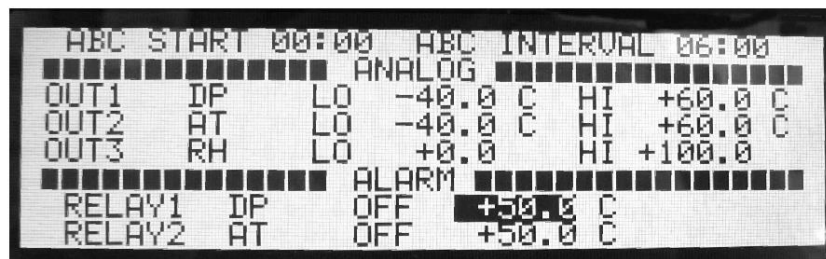 ABC START 00:00 ABC INTERVAL 06:00
ANALOG
OUT1 DP LO -40.0 C HI +60.0 C
OUT2 AT LO -40.0 C HI +60.0 C
OUT3 RH LO +0.0 HI +100.0
ALARM
RELAY1 DP OFF +50.0 C
RELAY2 AT OFF +50.0 C